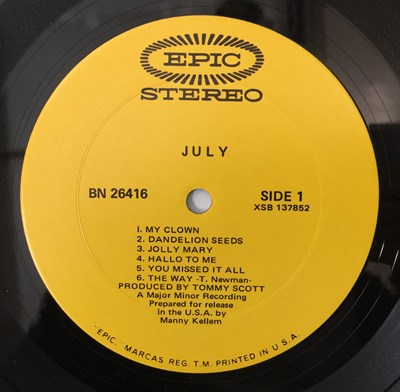 EPIC
STEREO
JULY
BN 26416
SIDE 1
XSB 137852
1. MY CLOWN
2. DANDELION SEEDS
3. JOLLY MARY
4. HALLO TO ME
5. YOU MISSED IT ALL
6. THE WAY -T. Newman-
PRODUCED BY TOMMY SCOTT
A Major Minor Recording
Prepared for release
in the U.S.A. by
Manny Kellem
"EPIC," MARCAS REG. T.M. PRINTED IN U.S.A.